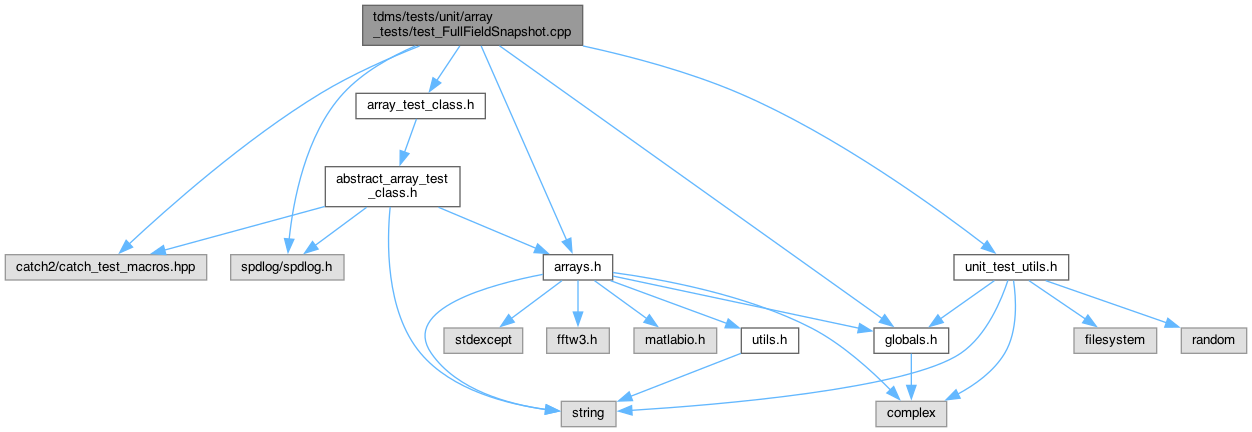 tdms/tests/unit/array
_tests/test_FullFieldSnapshot.cpp
array_test_class.h
abstract_array_test
_class.h
catch2/catch_test_macros.hpp
spdlog/spdlog.h
arrays.h
unit_test_utils.h
stdexcept
fftw3.h
matlabio.h
utils.h
globals.h
filesystem
random
string
complex